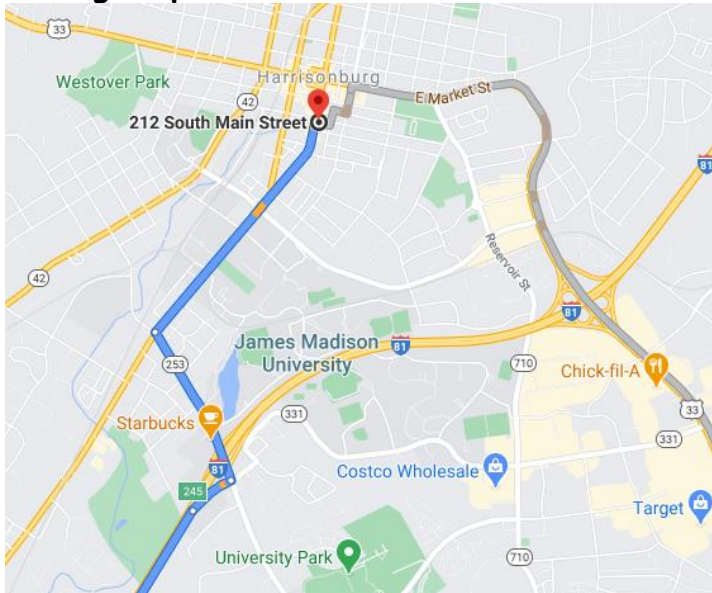 33
Westover Park
Harrisonburg
42
E Market St
212 South Main Street
81
Reservoir St
42
81
James Madison
University
81
253
710
Chick-fil-A
331
33
Starbucks
331
81
Costco Wholesale
245
Target
University Park
710